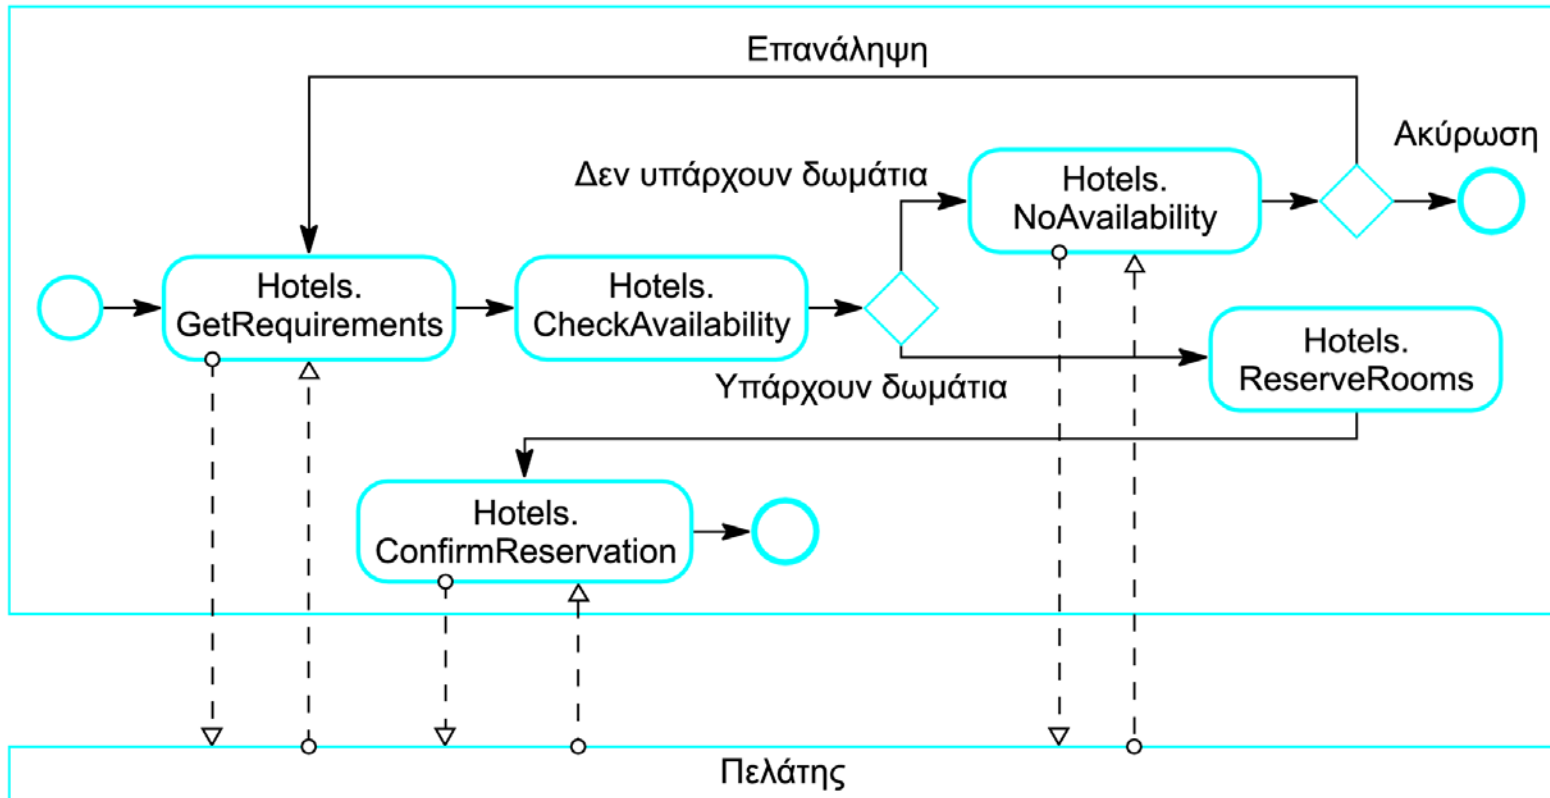 Επανάληψη
Ακύρωση
Δεν υπάρχουν δωμάτια
Hotels.
NoAvailability
Hotels.
GetRequirements
Hotels.
CheckAvailability
Υπάρχουν δωμάτια
Hotels.
ReserveRooms
Hotels.
ConfirmReservation
Πελάτης